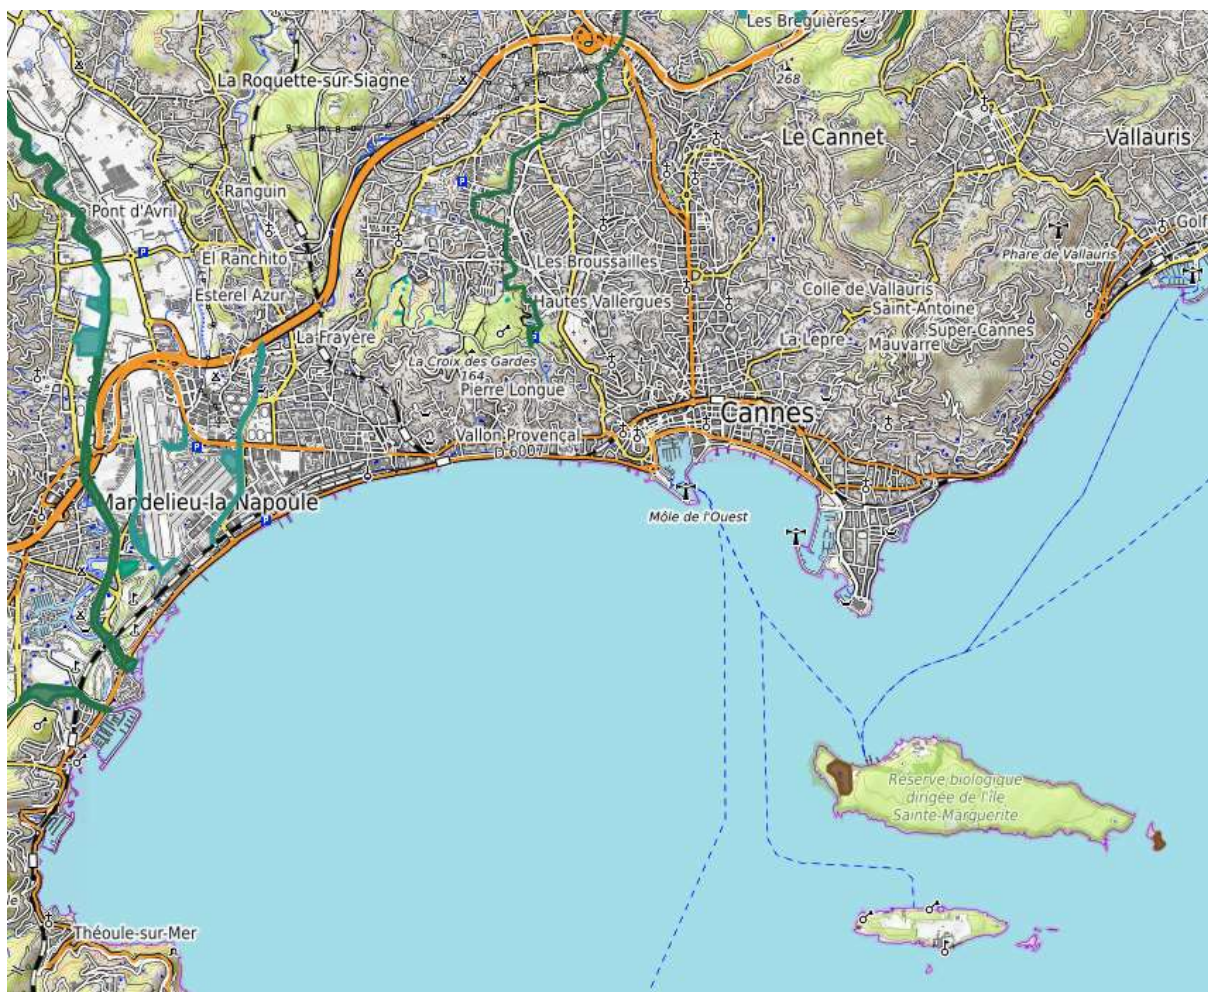 Les Bréguières
268
La Roquette-sur-Siagne
Le Cannet
Vallauris
Ranguin
Pont d'Avril
Golf
El Ranchito
Les Broussailles
Phare de Vallauris
Esterel Azur
Hautes Vallergues
Colle de Vallauris
Saint-Antoine
Super-Cannes
La Frayère
La Lèpre
Mauvarre
D 6007
La Croix des Gardes
164
Pierre Longue
Cannes
Vallon Provençal
D 6007
Mandelieu-la-Napoule
Môle de l'Ouest
Réserve biologique
dirigée de l'île
Sainte-Marguerite
Théoule-sur-Mer